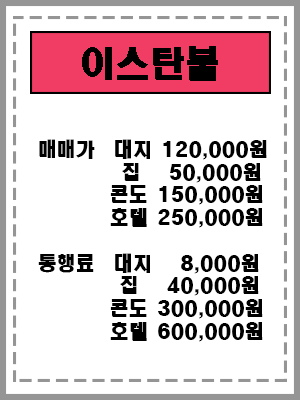 이스탄불
매매가 대지 120,000원
집 50,000원
콘도 150,000원
호텔 250,000원
통행료 대지 8,000원
집 40,000원
콘도 300,000원
호텔 600,000원